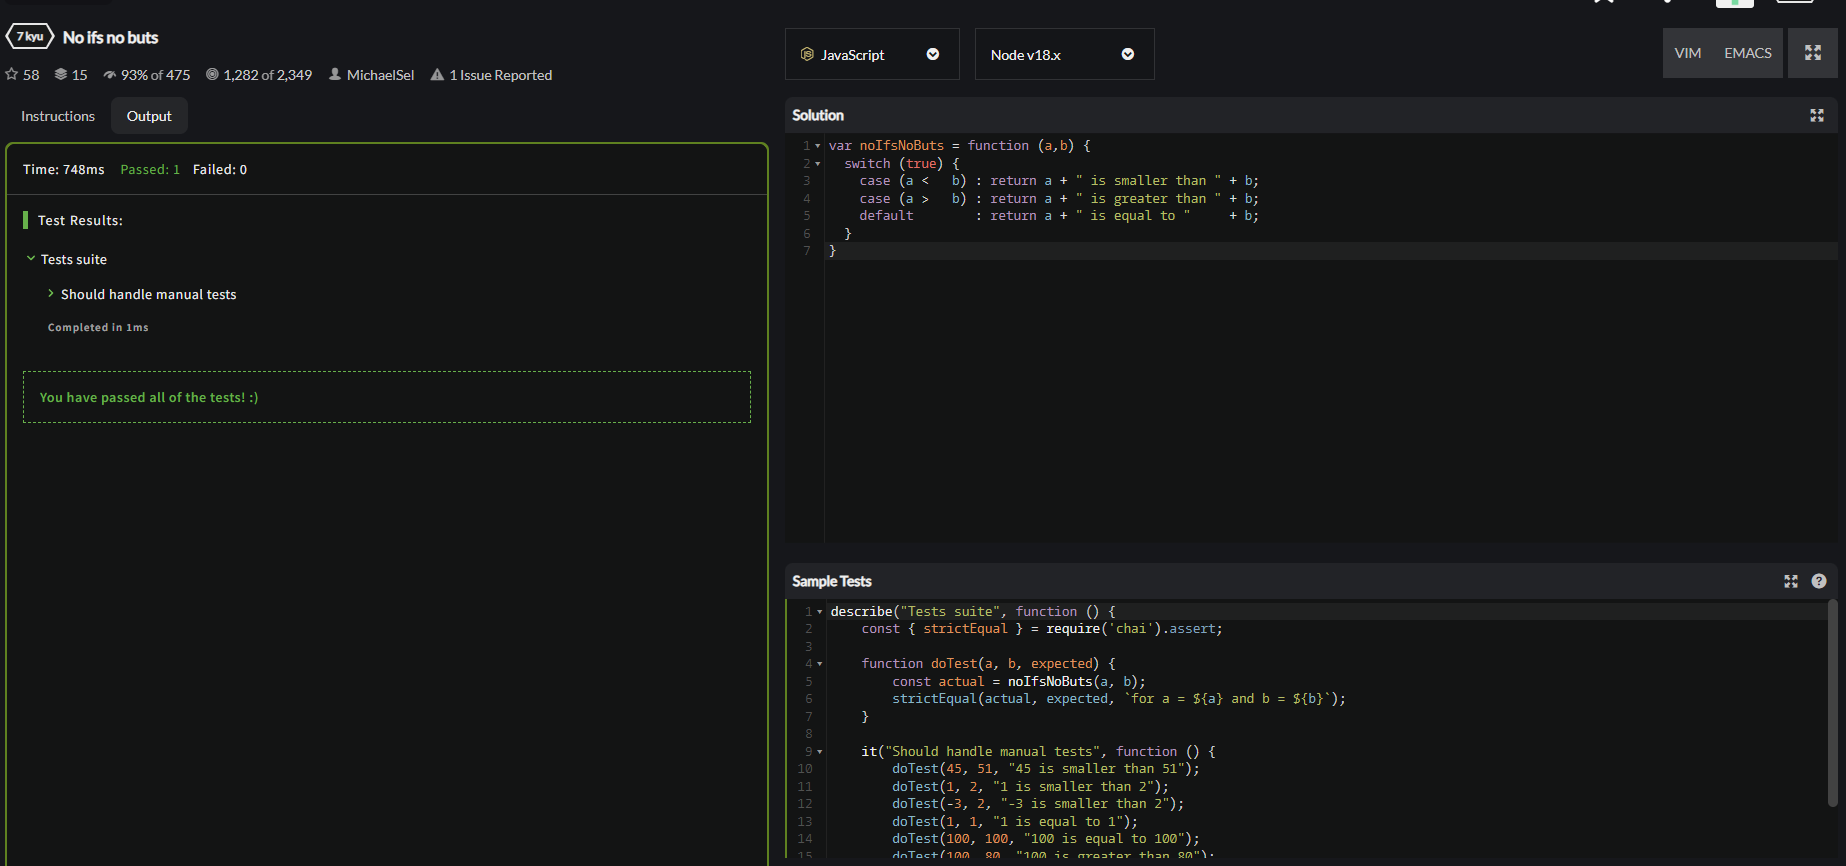 7 kyu No ifs no buts
58 15 93% of 475 1,282 of 2,349 MichaelSel 1 Issue Reported
Instructions Output
Time: 748ms Passed: 1 Failed: 0
Test Results:
Tests suite
Should handle manual tests
Completed in 1ms
You have passed all of the tests! :)
JavaScript Node v18.x VIM EMACS
Solution
1 var noIfsNoButs = function (a,b) {
2 switch (true) {
3 case (a <   b) : return a + " is smaller than " + b;
4 case (a >   b) : return a + " is greater than " + b;
5 default        : return a + " is equal to "     + b;
6 }
7 }
Sample Tests
1 describe("Tests suite", function () {
2 const { strictEqual } = require('chai').assert;
3
4 function doTest(a, b, expected) {
5 const actual = noIfsNoButs(a, b);
6 strictEqual(actual, expected, `for a = ${a} and b = ${b}`);
7 }
8
9 it("Should handle manual tests", function () {
10 doTest(45, 51, "45 is smaller than 51");
11 doTest(1, 2, "1 is smaller than 2");
12 doTest(-3, 2, "-3 is smaller than 2");
13 doTest(1, 1, "1 is equal to 1");
14 doTest(100, 100, "100 is equal to 100");
15 doTest(100, 80, "100 is greater than 80");